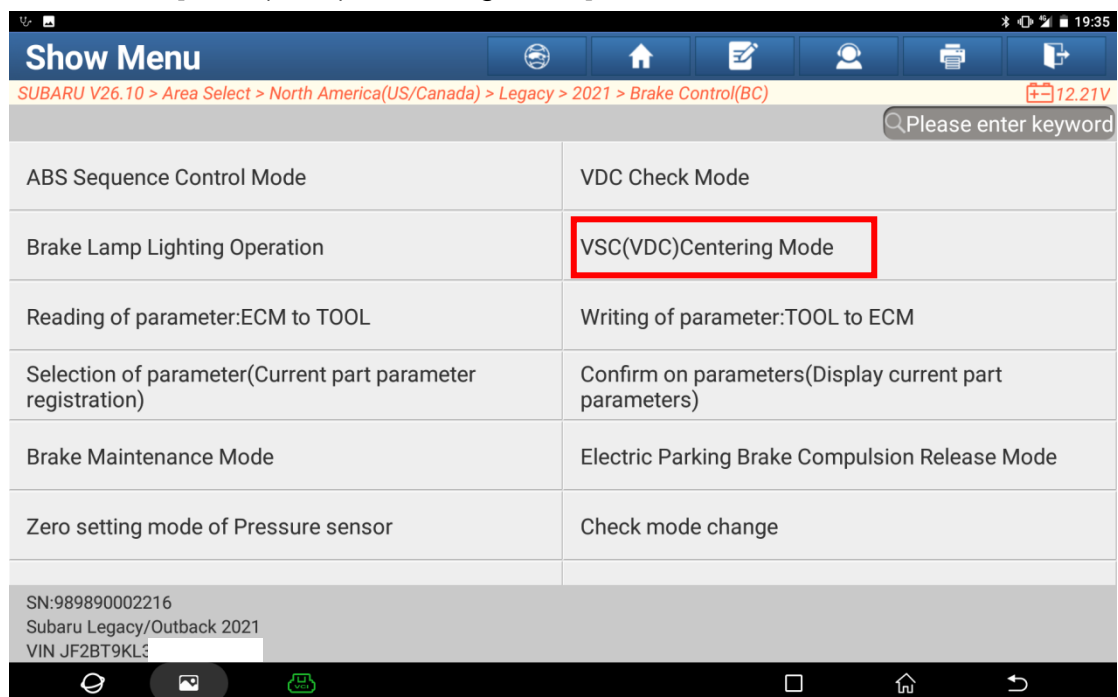 19:35
Show Menu
SUBARU V26.10 > Area Select > North America(US/Canada) > Legacy > 2021 > Brake Control(BC)
12.21V
Please enter keyword
ABS Sequence Control Mode
VDC Check Mode
Brake Lamp Lighting Operation
VSC(VDC)Centering Mode
Reading of parameter:ECM to TOOL
Writing of parameter:TOOL to ECM
Selection of parameter(Current part parameter
registration)
Confirm on parameters(Display current part
parameters)
Brake Maintenance Mode
Electric Parking Brake Compulsion Release Mode
Zero setting mode of Pressure sensor
Check mode change
SN:989890002216
Subaru Legacy/Outback 2021
VIN JF2BT9KL3
VCI